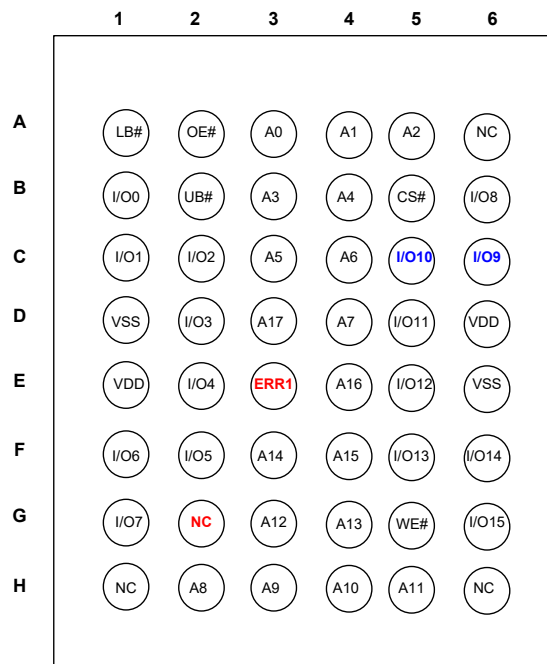 1 2 3 4 5 6
A LB# OE# A0 A1 A2 NC
B I/O0 UB# A3 A4 CS# I/O8
C I/O1 I/O2 A5 A6 I/O10 I/O9
D VSS I/O3 A17 A7 I/O11 VDD
E VDD I/O4 ERR1 A16 I/O12 VSS
F I/O6 I/O5 A14 A15 I/O13 I/O14
G I/O7 NC A12 A13 WE# I/O15
H NC A8 A9 A10 A11 NC